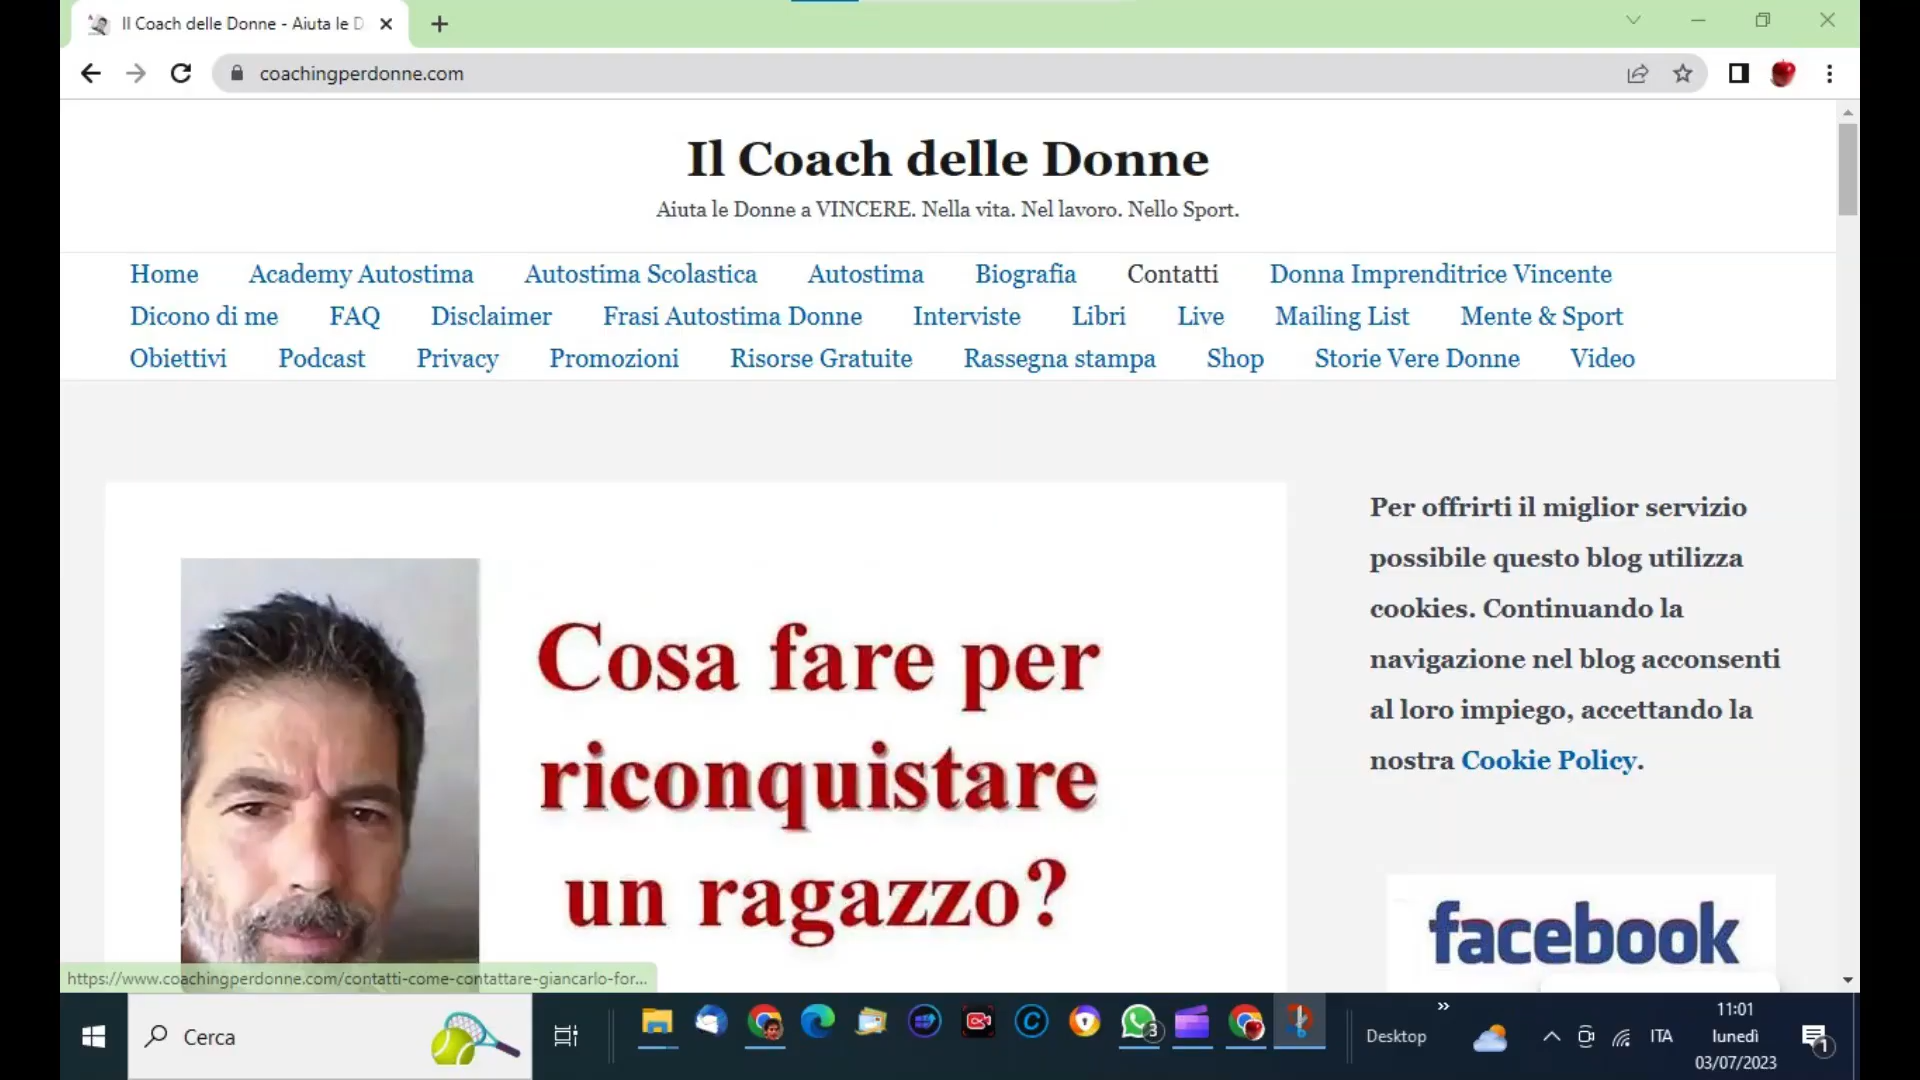 Il Coach delle Donne - Aiuta le D
coachingperdonne.com
Il Coach delle Donne
Aiuta le Donne a VINCERE. Nella vita. Nel lavoro. Nello Sport.
Home Academy Autostima Autostima Scolastica Autostima Biografia Contatti Donna Imprenditrice Vincente
Dicono di me FAQ Disclaimer Frasi Autostima Donne Interviste Libri Live Mailing List Mente & Sport
Obiettivi Podcast Privacy Promozioni Risorse Gratuite Rassegna stampa Shop Storie Vere Donne Video
Cosa fare per
riconquistare
un ragazzo?
Per offrirti il miglior servizio
possibile questo blog utilizza
cookies. Continuando la
navigazione nel blog acconsenti
al loro impiego, accettando la
nostra Cookie Policy.
facebook
https://www.coachingperdonne.com/contatti-come-contattare-giancarlo-for...
Cerca
3
Desktop
ITA
11:01
lunedì
03/07/2023
1